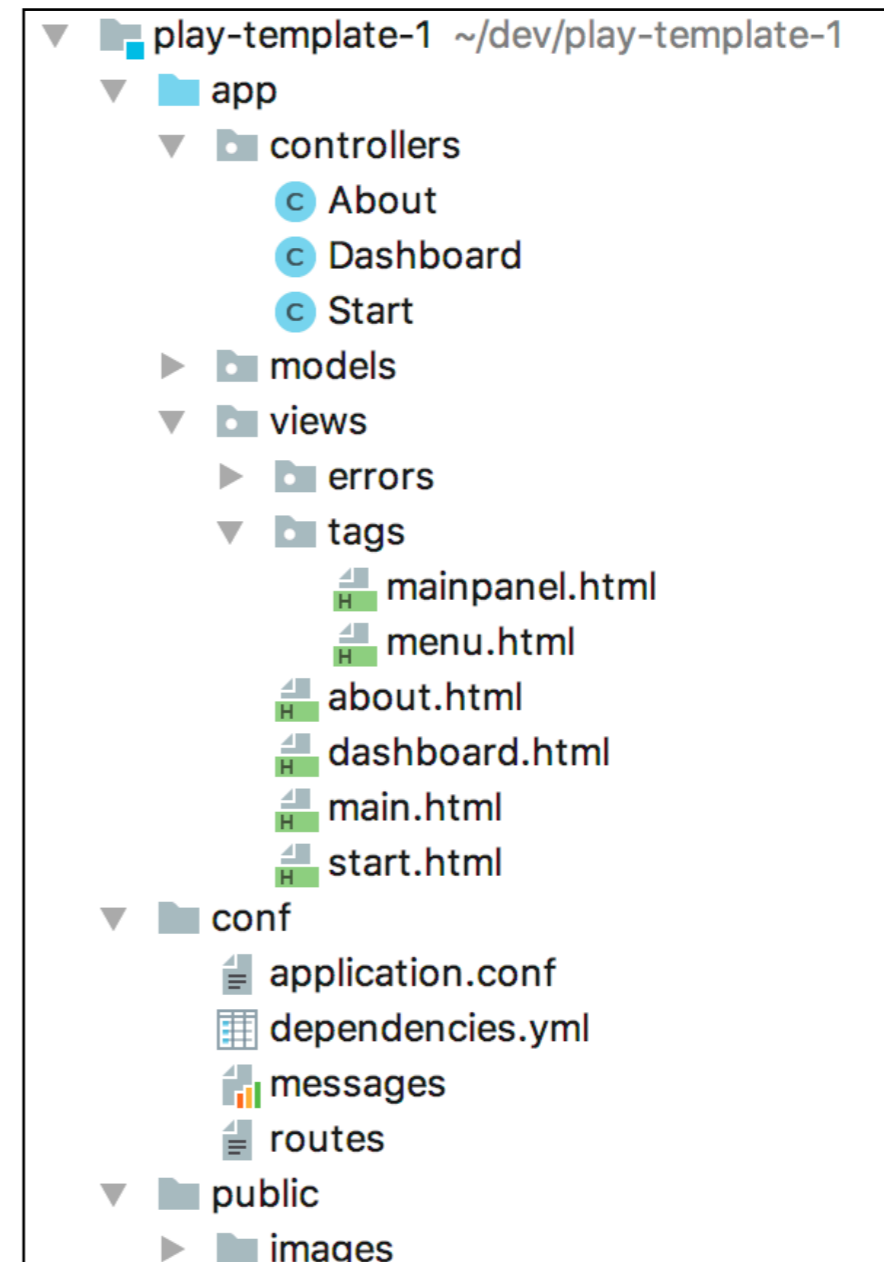 play-template-1 ~/dev/play-template-1
app
controllers
C About
C Dashboard
C Start
models
views
errors
tags
H mainpanel.html
H menu.html
H about.html
H dashboard.html
H main.html
H start.html
conf
application.conf
dependencies.yml
messages
routes
public
images